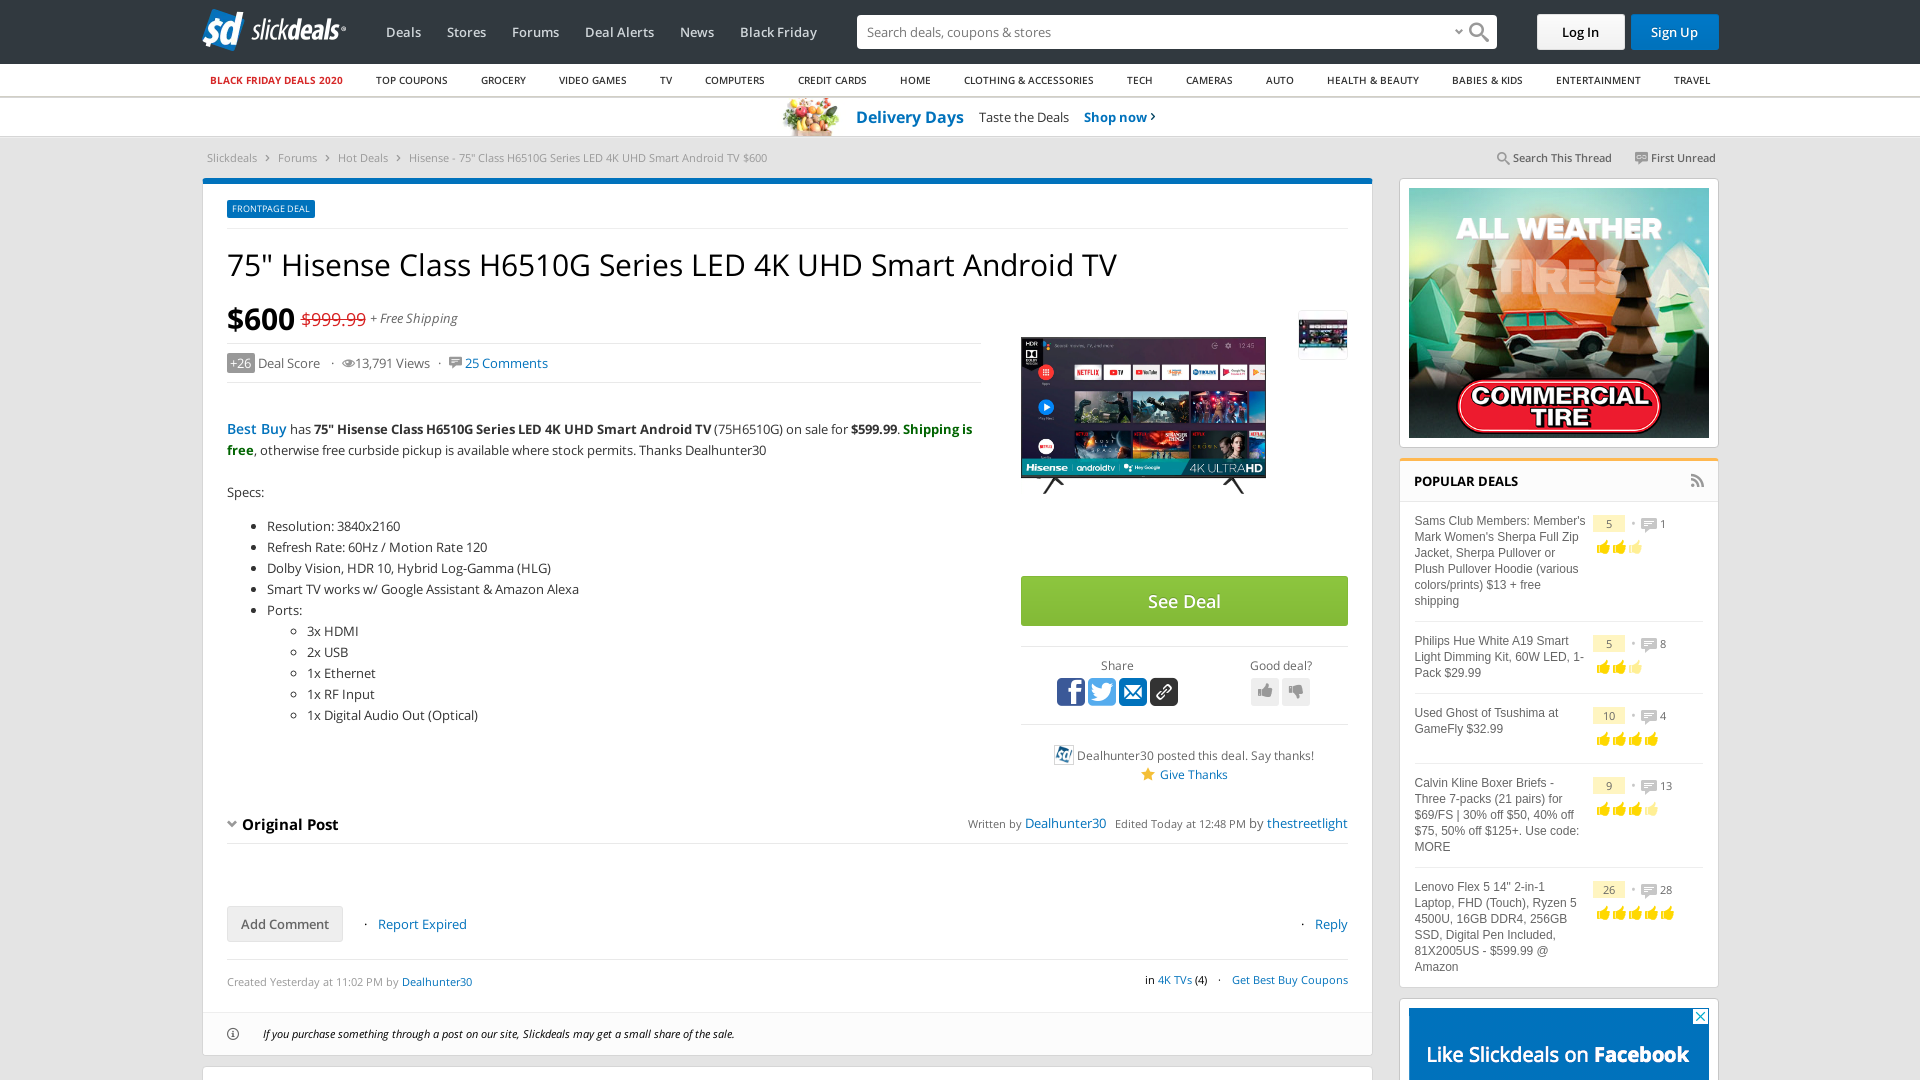 sd slickdeals
Deals Stores Forums Deal Alerts News Black Friday
Search deals, coupons & stores
Log In Sign Up
BLACK FRIDAY DEALS 2020 TOP COUPONS GROCERY VIDEO GAMES TV COMPUTERS CREDIT CARDS HOME CLOTHING & ACCESSORIES TECH CAMERAS AUTO HEALTH & BEAUTY BABIES & KIDS ENTERTAINMENT TRAVEL
Delivery Days Taste the Deals Shop now
Slickdeals Forums Hot Deals Hisense - 75" Class H6510G Series LED 4K UHD Smart Android TV $600
Search This Thread First Unread
FRONTPAGE DEAL
75" Hisense Class H6510G Series LED 4K UHD Smart Android TV
$600 $999.99 + Free Shipping
+26 Deal Score · 13,791 Views · 25 Comments
Best Buy has 75" Hisense Class H6510G Series LED 4K UHD Smart Android TV (75H6510G) on sale for $599.99. Shipping is
free, otherwise free curbside pickup is available where stock permits. Thanks Dealhunter30
Specs:
Resolution: 3840x2160
Refresh Rate: 60Hz / Motion Rate 120
Dolby Vision, HDR 10, Hybrid Log-Gamma (HLG)
Smart TV works w/ Google Assistant & Amazon Alexa
Ports:
3x HDMI
2x USB
1x Ethernet
1x RF Input
1x Digital Audio Out (Optical)
HDR
12:45
NETFLIX
YouTube
Hisense androidtv Hey Google 4K ULTRAHD
See Deal
Share
Good deal?
Dealhunter30 posted this deal. Say thanks!
Give Thanks
Original Post
Written by Dealhunter30 Edited Today at 12:48 PM by thestreetlight
Add Comment · Report Expired
· Reply
Created Yesterday at 11:02 PM by Dealhunter30
in 4K TVs (4) · Get Best Buy Coupons
If you purchase something through a post on our site, Slickdeals may get a small share of the sale.
ALL WEATHER
TIRES
COMMERCIAL
TIRE
POPULAR DEALS
Sams Club Members: Member's
Mark Women's Sherpa Full Zip
Jacket, Sherpa Pullover or
Plush Pullover Hoodie (various
colors/prints) $13 + free
shipping
5 • 1
Philips Hue White A19 Smart
Light Dimming Kit, 60W LED, 1-
Pack $29.99
5 • 8
Used Ghost of Tsushima at
GameFly $32.99
10 • 4
Calvin Kline Boxer Briefs -
Three 7-packs (21 pairs) for
$69/FS | 30% off $50, 40% off
$75, 50% off $125+. Use code:
MORE
9 • 13
Lenovo Flex 5 14" 2-in-1
Laptop, FHD (Touch), Ryzen 5
4500U, 16GB DDR4, 256GB
SSD, Digital Pen Included,
81X2005US - $599.99 @
Amazon
26 • 28
Like Slickdeals on Facebook